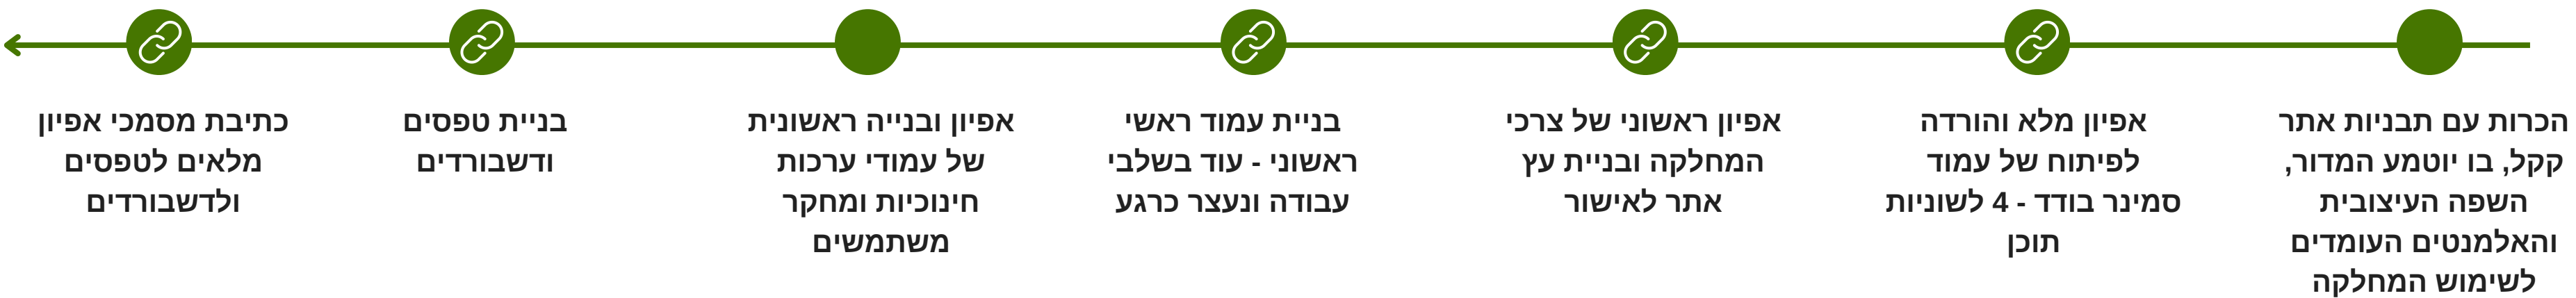 הכרות עם תבניות אתר
קקל, בו יוטמע המדור,
השפה העיצובית
והאלמנטים העומדים
לשימוש המחלקה
אפיון מלא והורדה
לפיתוח של עמוד
סמינר בודד - 4 לשוניות
תוכן
אפיון ראשוני של צרכי
המחלקה ובניית עץ
אתר לאישור
בניית עמוד ראשי
ראשוני - עוד בשלבי
עבודה ונעצר כרגע
אפיון ובנייה ראשונית
של עמודי ערכות
חינוכיות ומחקר
משתמשים
בניית טפסים
ודשבורדים
כתיבת מסמכי אפיון
מלאים לטפסים
ולדשבורדים